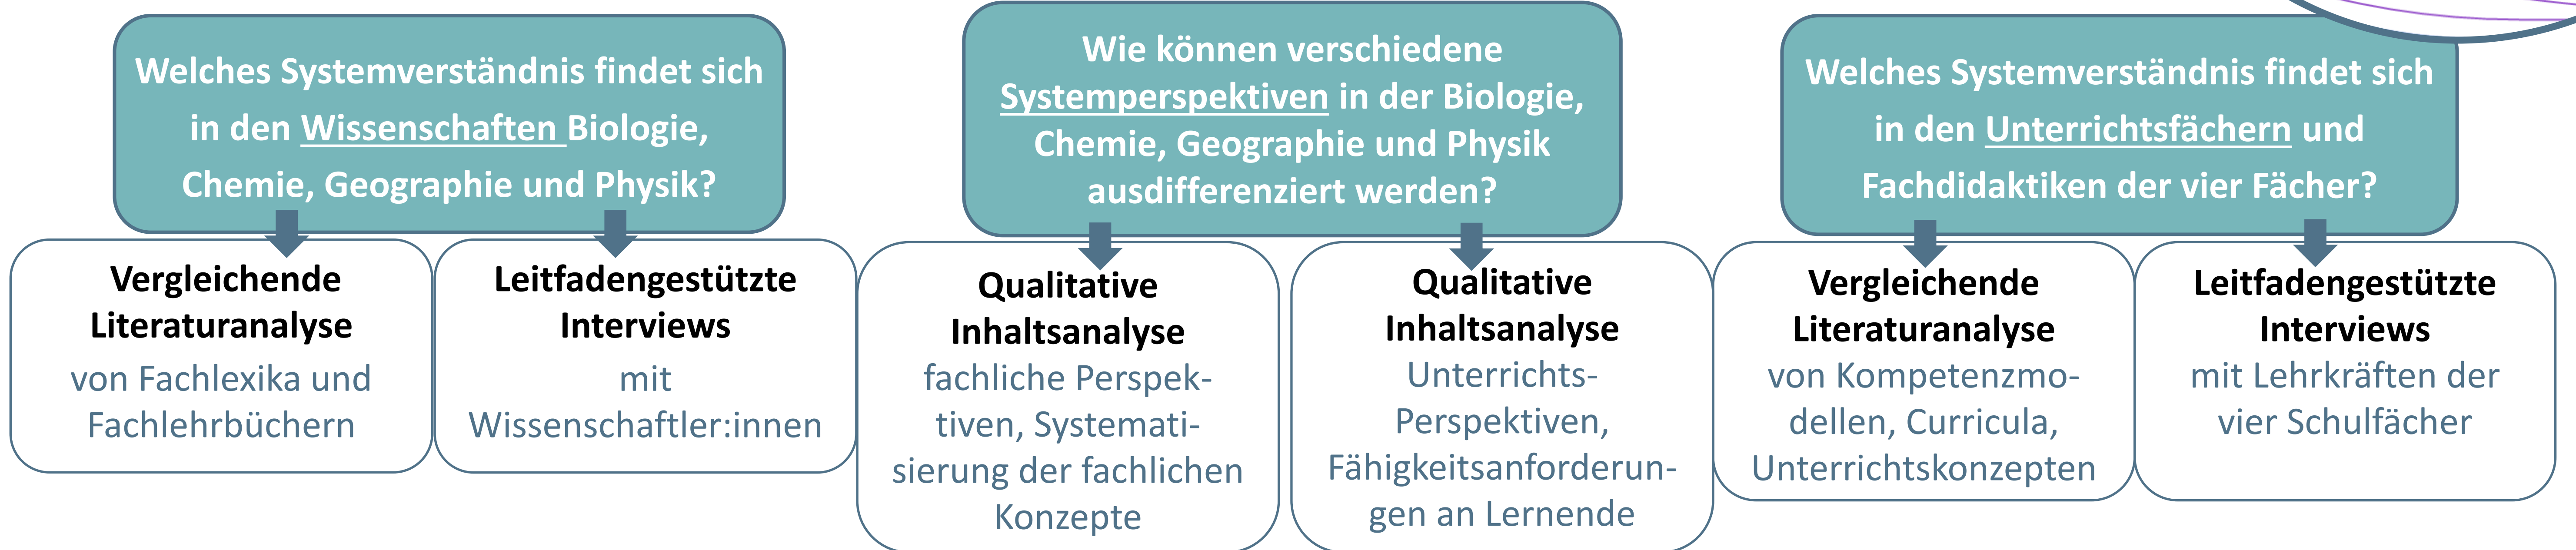 Welches Systemverständnis findet sich
in den Wissenschaften Biologie,
Chemie, Geographie und Physik?
Vergleichende
Literaturanalyse
von Fachlexika und
Fachlehrbüchern
Leitfadengestützte
Interviews
mit
Wissenschaftler:innen
Wie können verschiedene
Systemperspektiven in der Biologie,
Chemie, Geographie und Physik
ausdifferenziert werden?
Qualitative
Inhaltsanalyse
fachliche Perspek-
tiven, Systemati-
sierung der fachlichen
Konzepte
Qualitative
Inhaltsanalyse
Unterrichts-
Perspektiven,
Fähigkeitsanforderun-
gen an Lernende
Welches Systemverständnis findet sich
in den Unterrichtsfächern und
Fachdidaktiken der vier Fächer?
Vergleichende
Literaturanalyse
von Kompetenzmo-
dellen, Curricula,
Unterrichtskonzepten
Leitfadengestützte
Interviews
mit Lehrkräften der
vier Schulfächer